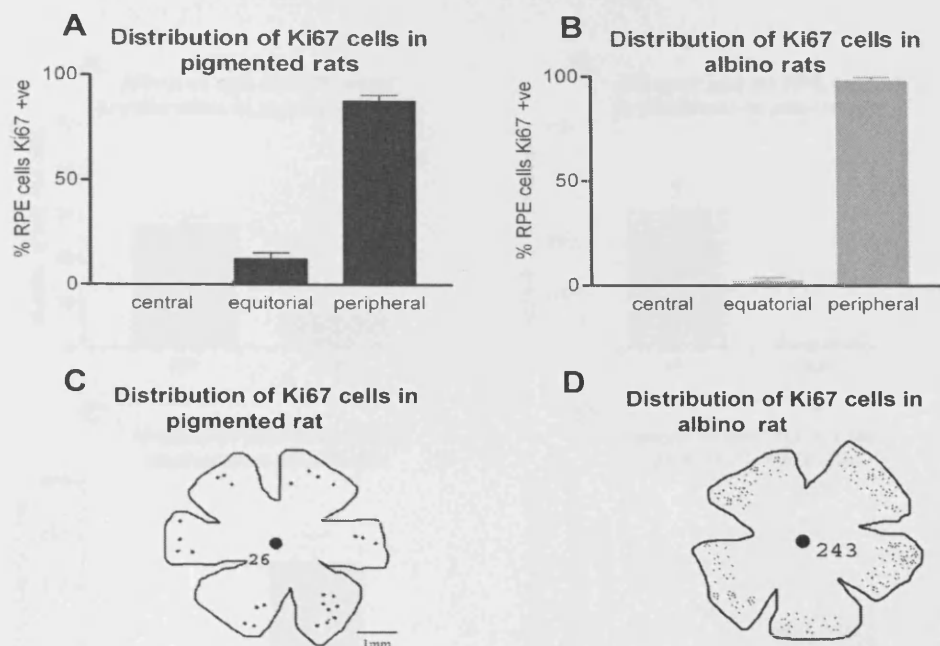 A
Distribution of Ki67 cells in
pigmented rats
% RPE cells Ki67 +ve
100
50
0
central equitorial peripheral
B
Distribution of Ki67 cells in
albino rats
% RPE cells Ki67 +ve
100
50
0
central equatorial peripheral
C
Distribution of Ki67 cells in
pigmented rat
26
1mm
D
Distribution of Ki67 cells in
albino rat
243